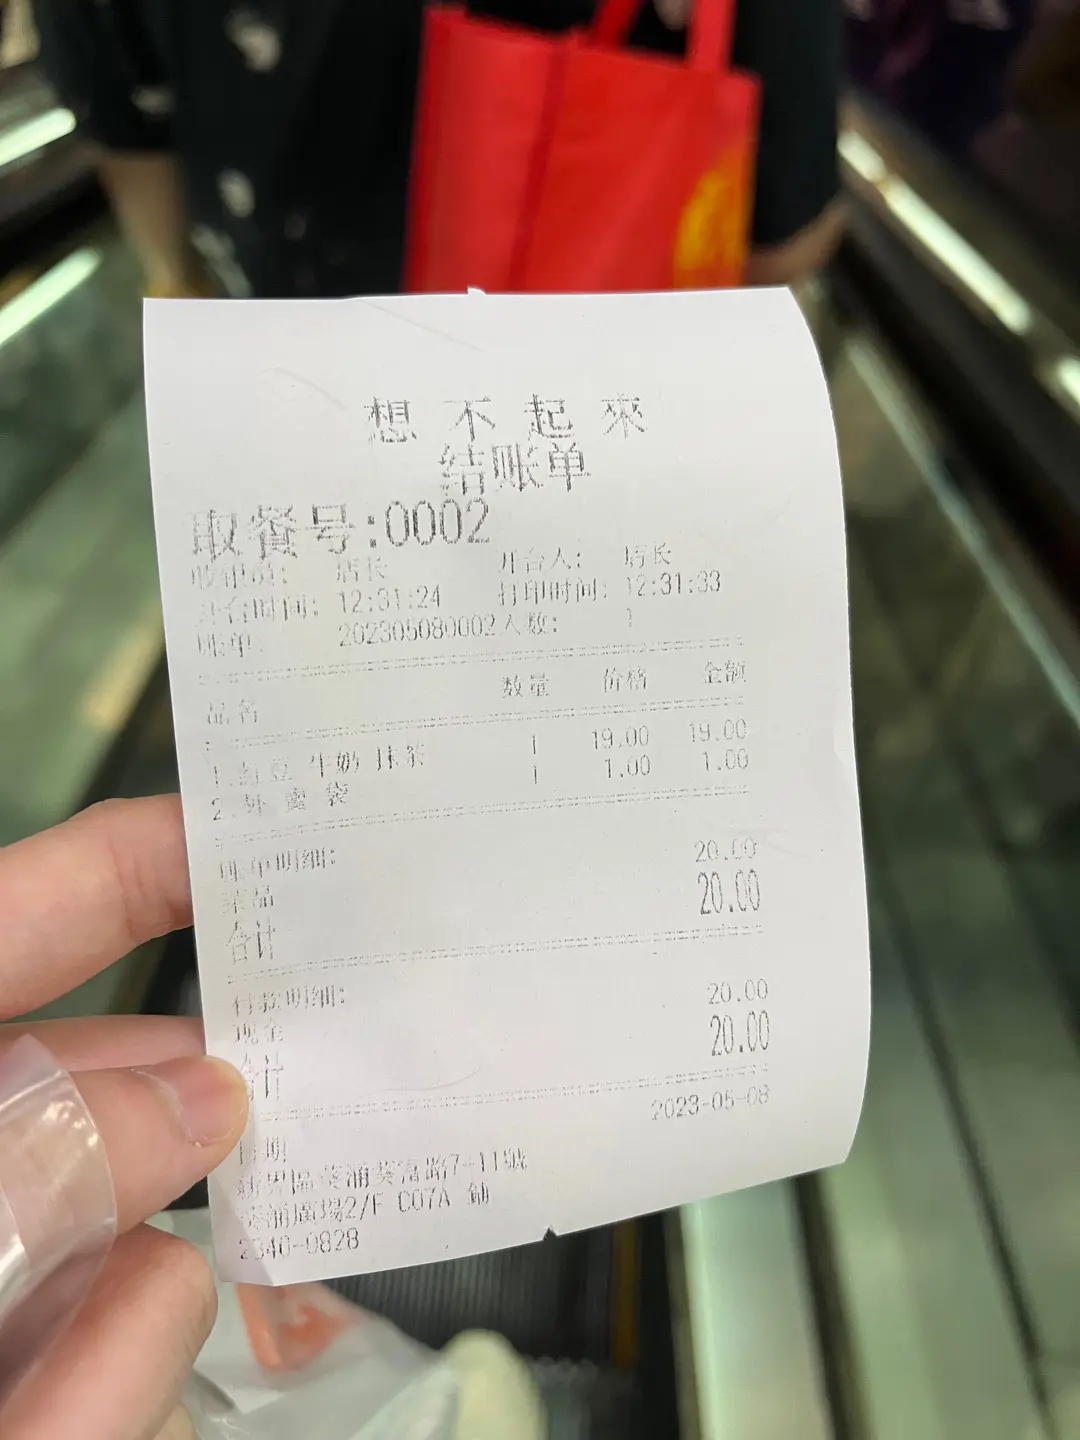 想不起來
结账单
取餐号:0002
收银员: 店长 开台人: 店长
开台时间: 12:31:24 打印时间: 12:31:33
账单: 202305080002 人数: 1
品名 数量 价格 金额
1.红豆 牛奶 抹茶 1 19.00 19.00
2.外卖袋 1 1.00 1.00
账单明细:
菜品 20.00
合计 20.00
付款明细:
现金 20.00
合计 20.00
日期 2023-05-08
新界區葵涌葵富路7-11號
葵涌廣場2/F C07A 鋪
2340-0828